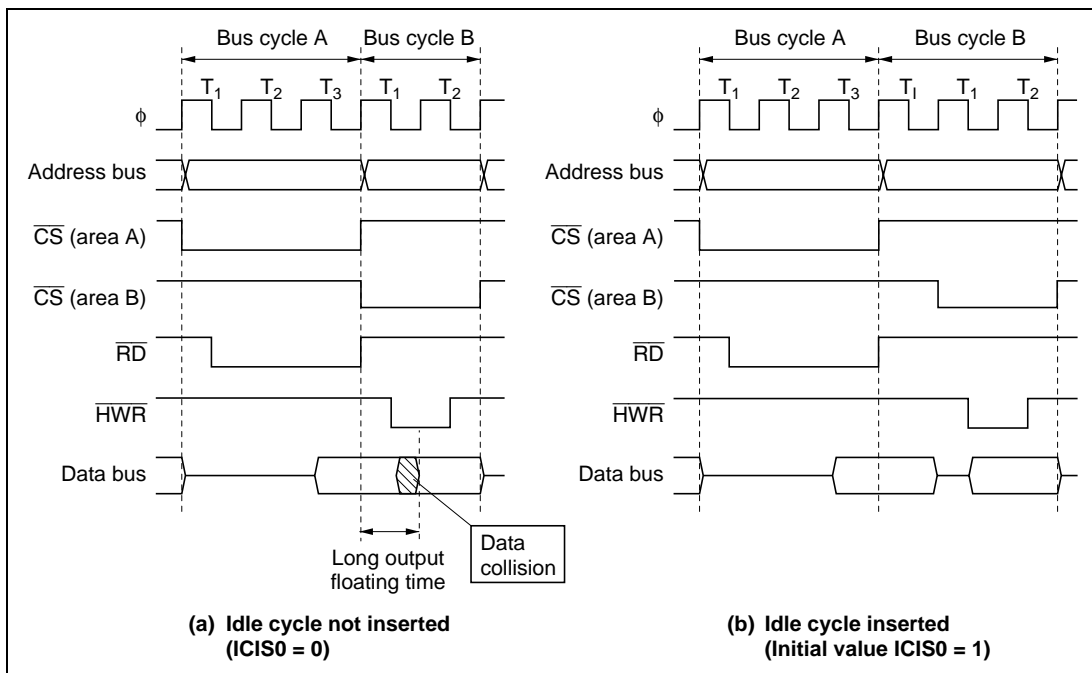 Bus cycle A Bus cycle B
T1 T2 T3 T1 T2
φ
Address bus
CS (area A)
CS (area B)
RD
HWR
Data bus
Long output
floating time
Data
collision
(a) Idle cycle not inserted
(ICIS0 = 0)
Bus cycle A Bus cycle B
T1 T2 T3 TI T1 T2
φ
Address bus
CS (area A)
CS (area B)
RD
HWR
Data bus
(b) Idle cycle inserted
(Initial value ICIS0 = 1)